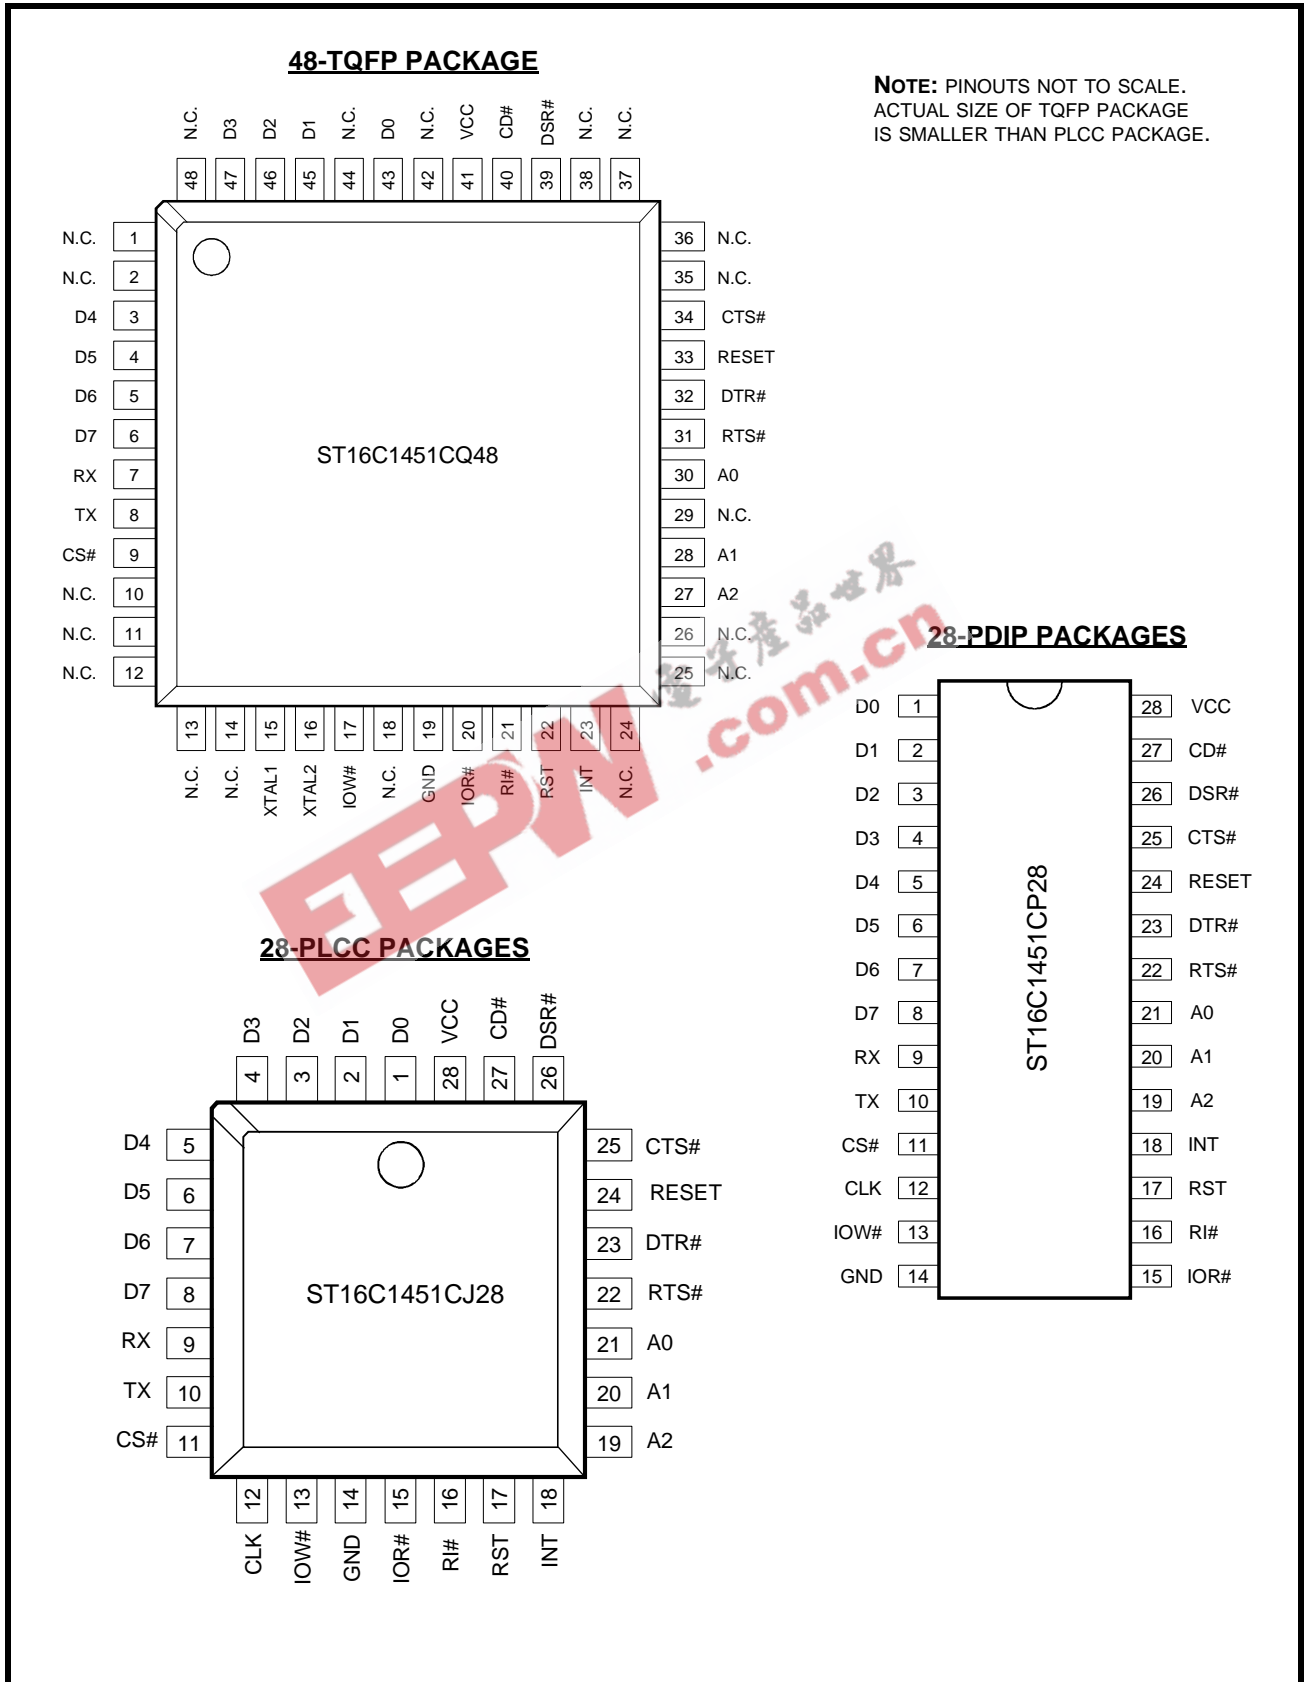 48-TQFP PACKAGE
NOTE: PINOUTS NOT TO SCALE.
ACTUAL SIZE OF TQFP PACKAGE
IS SMALLER THAN PLCC PACKAGE.
N.C. D3 D2 D1 N.C. D0 N.C. VCC CD# DSR# N.C. N.C.
48 47 46 45 44 43 42 41 40 39 38 37
N.C. 1 36 N.C.
N.C. 2 35 N.C.
D4 3 34 CTS#
D5 4 33 RESET
D6 5 32 DTR#
D7 6 31 RTS#
ST16C1451CQ48
RX 7 30 A0
TX 8 29 N.C.
CS# 9 28 A1
N.C. 10 27 A2
N.C. 11 26 N.C.
N.C. 12 25 N.C.
13 14 15 16 17 18 19 20 21 22 23 24
N.C. N.C. XTAL1 XTAL2 IOW# N.C. GND IOR# RI# RST INT N.C.
EEPW .com.cn
電子産品世界
28-PDIP PACKAGES
D0 1 28 VCC
D1 2 27 CD#
D2 3 26 DSR#
D3 4 25 CTS#
D4 5 24 RESET
D5 6 23 DTR#
D6 7 22 RTS#
D7 8 21 A0
RX 9 20 A1
TX 10 19 A2
CS# 11 18 INT
CLK 12 17 RST
IOW# 13 16 RI#
GND 14 15 IOR#
ST16C1451CP28
28-PLCC PACKAGES
D3 D2 D1 D0 VCC CD# DSR#
4 3 2 1 28 27 26
D4 5 25 CTS#
D5 6 24 RESET
D6 7 23 DTR#
D7 8 ST16C1451CJ28 22 RTS#
RX 9 21 A0
TX 10 20 A1
CS# 11 19 A2
12 13 14 15 16 17 18
CLK IOW# GND IOR# RI# RST INT